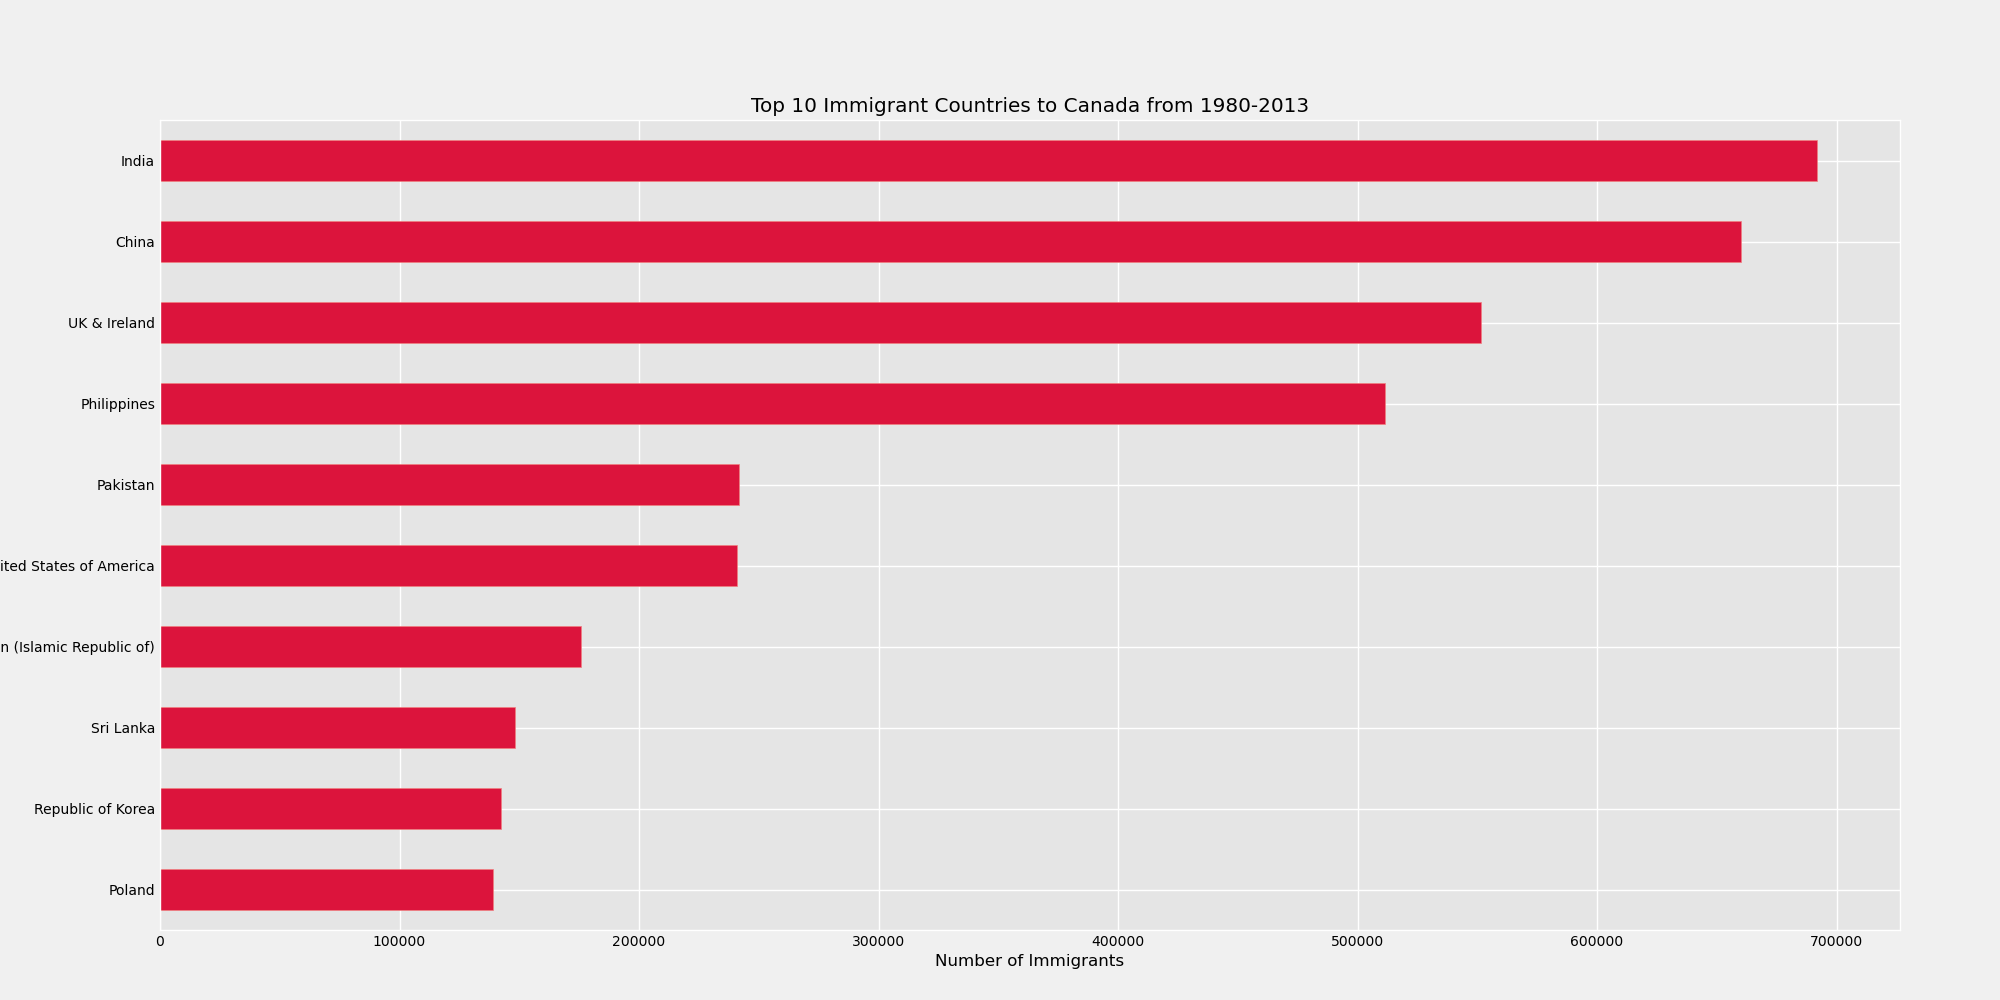 Top 10 Immigrant Countries to Canada from 1980-2013
India
China
UK & Ireland
Philippines
Pakistan
ited States of America
n (Islamic Republic of)
Sri Lanka
Republic of Korea
Poland
0 100000 200000 300000 400000 500000 600000 700000
Number of Immigrants